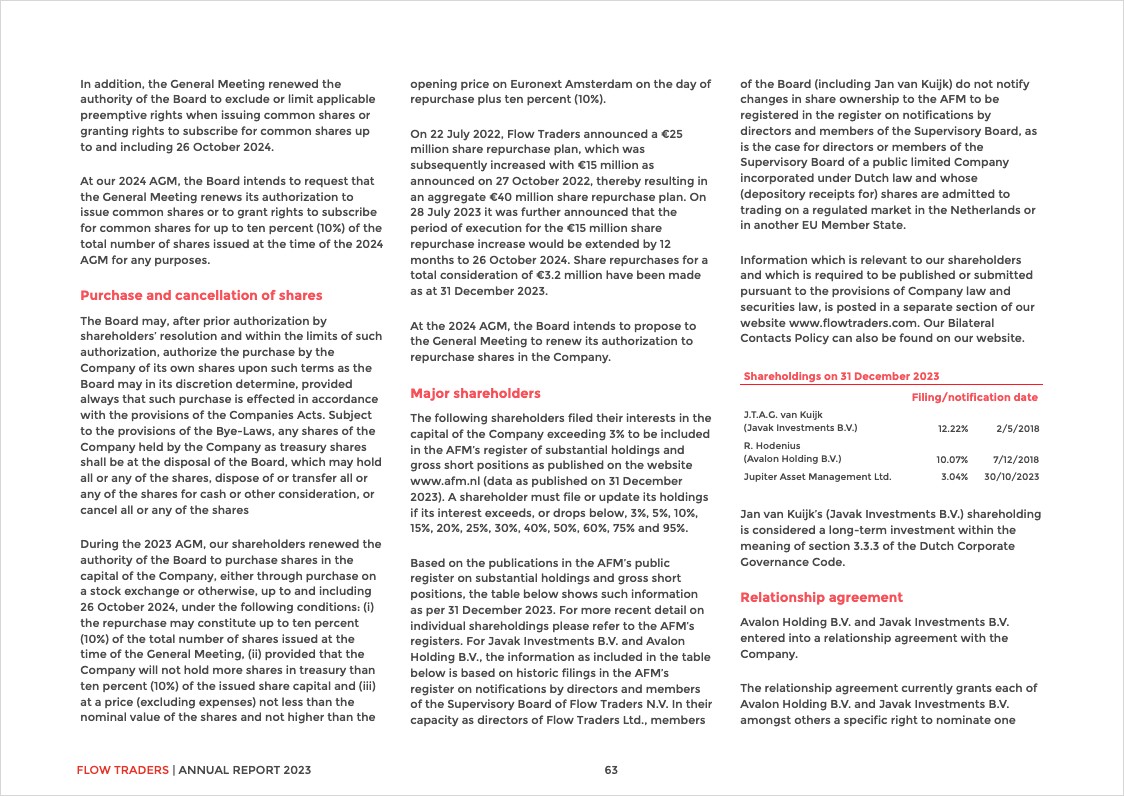 In addition, the General Meeting renewed the
authority of the Board to exclude or limit applicable
preemptive rights when issuing common shares or
granting rights to subscribe for common shares up
to and including 26 October 2024.
At our 2024 AGM, the Board intends to request that
the General Meeting renews its authorization to
issue common shares or to grant rights to subscribe
for common shares for up to ten percent (10%) of the
total number of shares issued at the time of the 2024
AGM for any purposes.
Purchase and cancellation of shares
The Board may, after prior authorization by
shareholders’ resolution and within the limits of such
authorization, authorize the purchase by the
Company of its own shares upon such terms as the
Board may in its discretion determine, provided
always that such purchase is effected in accordance
with the provisions of the Companies Acts. Subject
to the provisions of the Bye-Laws, any shares of the
Company held by the Company as treasury shares
shall be at the disposal of the Board, which may hold
all or any of the shares, dispose of or transfer all or
any of the shares for cash or other consideration, or
cancel all or any of the shares
During the 2023 AGM, our shareholders renewed the
authority of the Board to purchase shares in the
capital of the Company, either through purchase on
a stock exchange or otherwise, up to and including
26 October 2024, under the following conditions: (i)
the repurchase may constitute up to ten percent
(10%) of the total number of shares issued at the
time of the General Meeting, (ii) provided that the
Company will not hold more shares in treasury than
ten percent (10%) of the issued share capital and (iii)
at a price (excluding expenses) not less than the
nominal value of the shares and not higher than the
opening price on Euronext Amsterdam on the day of
repurchase plus ten percent (10%).
On 22 July 2022, Flow Traders announced a €25
million share repurchase plan, which was
subsequently increased with €15 million as
announced on 27 October 2022, thereby resulting in
an aggregate €40 million share repurchase plan. On
28 July 2023 it was further announced that the
period of execution for the €15 million share
repurchase increase would be extended by 12
months to 26 October 2024. Share repurchases for a
total consideration of €3.2 million have been made
as at 31 December 2023.
At the 2024 AGM, the Board intends to propose to
the General Meeting to renew its authorization to
repurchase shares in the Company.
Major shareholders
The following shareholders filed their interests in the
capital of the Company exceeding 3% to be included
in the AFM’s register of substantial holdings and
gross short positions as published on the website
www.afm.nl (data as published on 31 December
2023). A shareholder must file or update its holdings
if its interest exceeds, or drops below, 3%, 5%, 10%,
15%, 20%, 25%, 30%, 40%, 50%, 60%, 75% and 95%.
Based on the publications in the AFM’s public
register on substantial holdings and gross short
positions, the table below shows such information
as per 31 December 2023. For more recent detail on
individual shareholdings please refer to the AFM’s
registers. For Javak Investments B.V. and Avalon
Holding B.V., the information as included in the table
below is based on historic filings in the AFM’s
register on notifications by directors and members
of the Supervisory Board of Flow Traders N.V. In their
capacity as directors of Flow Traders Ltd., members
of the Board (including Jan van Kuijk) do not notify
changes in share ownership to the AFM to be
registered in the register on notifications by
directors and members of the Supervisory Board, as
is the case for directors or members of the
Supervisory Board of a public limited Company
incorporated under Dutch law and whose
(depository receipts for) shares are admitted to
trading on a regulated market in the Netherlands or
in another EU Member State.
Information which is relevant to our shareholders
and which is required to be published or submitted
pursuant to the provisions of Company law and
securities law, is posted in a separate section of our
website www.flowtraders.com. Our Bilateral
Contacts Policy can also be found on our website.
Shareholdings on 31 December 2023
Filing/notification date
J.T.A.G. van Kuijk
(Javak Investments B.V.) 12.22% 2/5/2018
R. Hodenius
(Avalon Holding B.V.) 10.07% 7/12/2018
Jupiter Asset Management Ltd. 3.04% 30/10/2023
Jan van Kuijk’s (Javak Investments B.V.) shareholding
is considered a long-term investment within the
meaning of section 3.3.3 of the Dutch Corporate
Governance Code.
Relationship agreement
Avalon Holding B.V. and Javak Investments B.V.
entered into a relationship agreement with the
Company.
The relationship agreement currently grants each of
Avalon Holding B.V. and Javak Investments B.V.
amongst others a specific right to nominate one
FLOW TRADERS | ANNUAL REPORT 2023 63